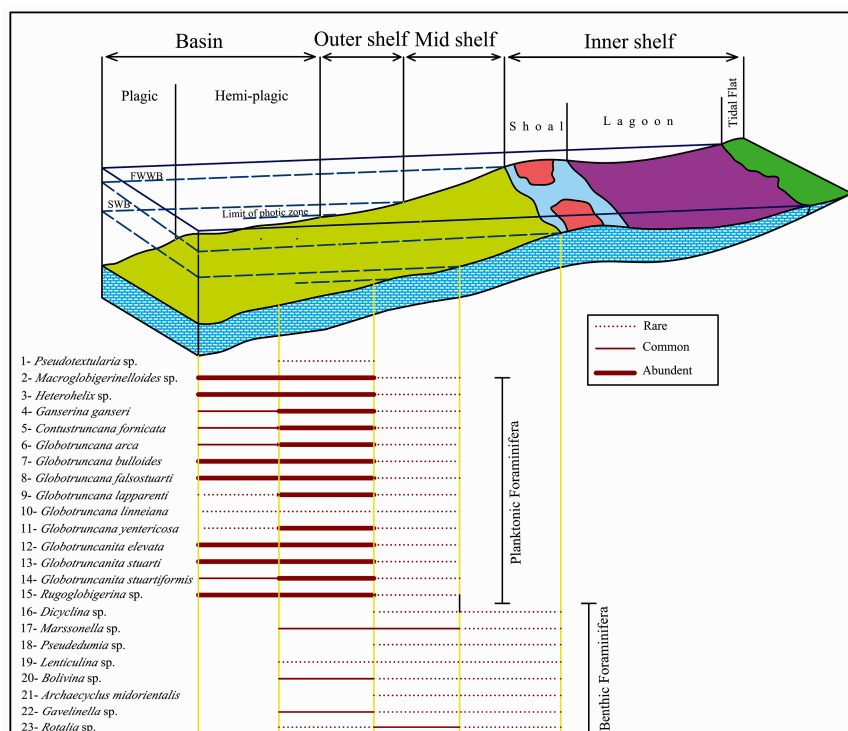 Basin Outer shelf Mid shelf Inner shelf
Plagic Hemi-plagic Shoal Lagoon Tidal Flat
FWWB
SWB
Limit of photic zone
Rare
Common
Abundent
1- Pseudotextularia sp.
2- Macroglobigerinelloides sp.
3- Heterohelix sp.
4- Ganserina ganseri
5- Contustruncana fornicata
6- Globotruncana arca
7- Globotruncana bulloides
8- Globotruncana falsostuarti
9- Globotruncana lapparenti
10- Globotruncana linneiana
11- Globotruncana yentericosa
12- Globotruncanita elevata
13- Globotruncanita stuarti
14- Globotruncanita stuartiformis
15- Rugoglobigerina sp.
16- Dicyclina sp.
17- Marssonella sp.
18- Pseudedumia sp.
19- Lenticulina sp.
20- Bolivina sp.
21- Archaecyclus midorientalis
22- Gavelinella sp.
23- Rotalia sp.
Planktonic Foraminifera
Benthic Foraminifera